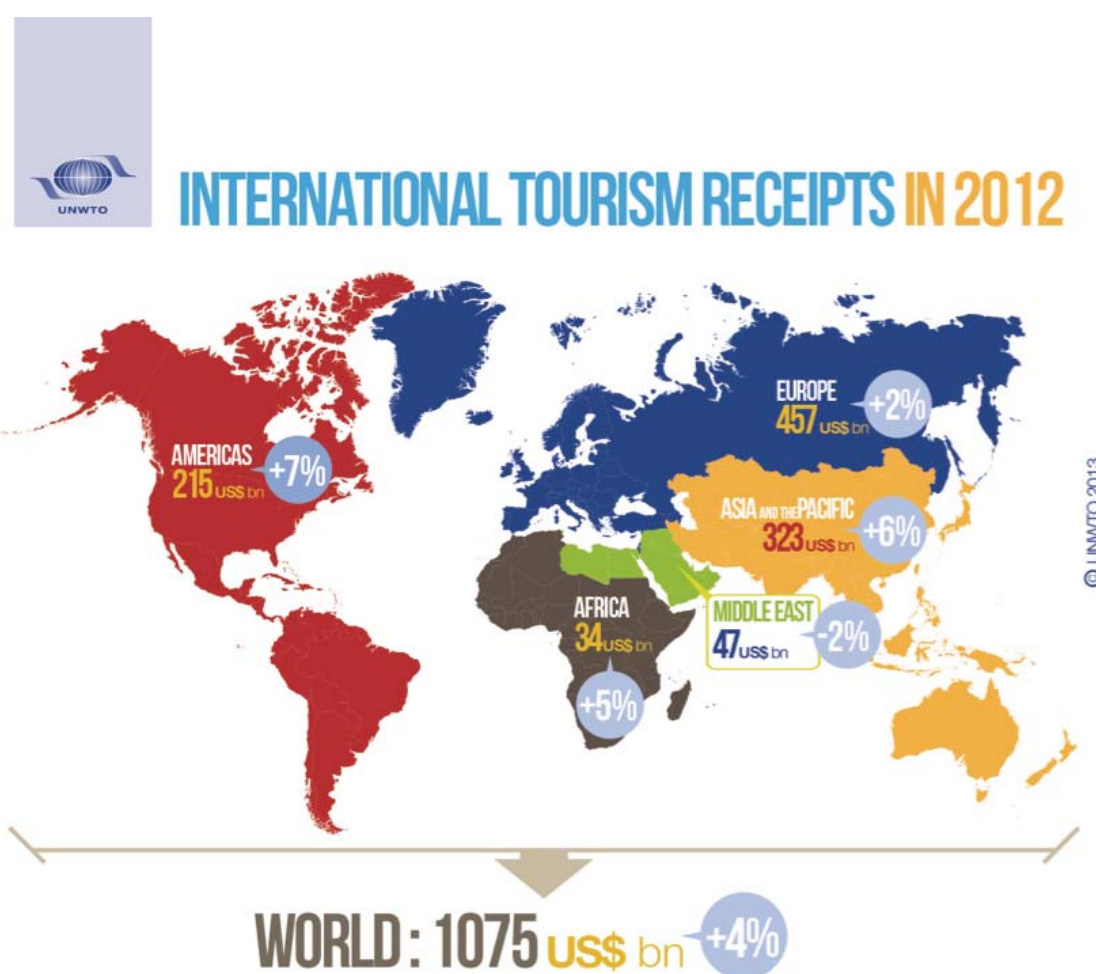 UNWTO
INTERNATIONAL TOURISM RECEIPTS IN 2012
EUROPE
457 US$ bn
+2%
AMERICAS
215 US$ bn
+7%
ASIA AND THE PACIFIC
323 US$ bn
+6%
AFRICA
34 US$ bn
+5%
MIDDLE EAST
47 US$ bn
-2%
© UNWTO 2013
WORLD : 1075 US$ bn +4%